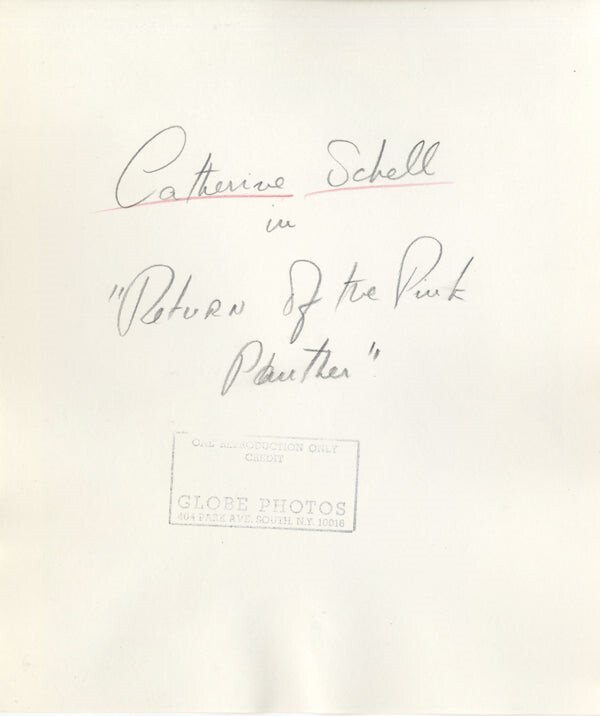 Catherine Schell
in
"Return Of the Pink
Panther"
ONE REPRODUCTION ONLY
CREDIT
GLOBE PHOTOS
404 PARK AVE. SOUTH, N.Y. 10016